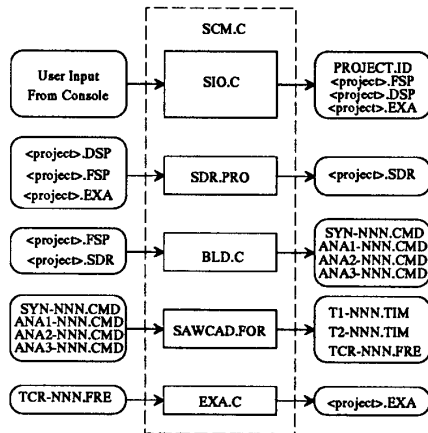 SCM.C
User Input
From Console
SIO.C
PROJECT.ID
<project>.FSP
<project>.DSP
<project>.EXA
<project>.DSP
<project>.FSP
<project>.EXA
SDR.PRO
<project>.SDR
<project>.FSP
<project>.SDR
BLD.C
SYN-NNN.CMD
ANA1-NNN.CMD
ANA2-NNN.CMD
ANA3-NNN.CMD
SYN-NNN.CMD
ANA1-NNN.CMD
ANA2-NNN.CMD
ANA3-NNN.CMD
SAWCAD.FOR
T1-NNN.TIM
T2-NNN.TIM
TCR-NNN.FRE
TCR-NNN.FRE
EXA.C
<project>.EXA